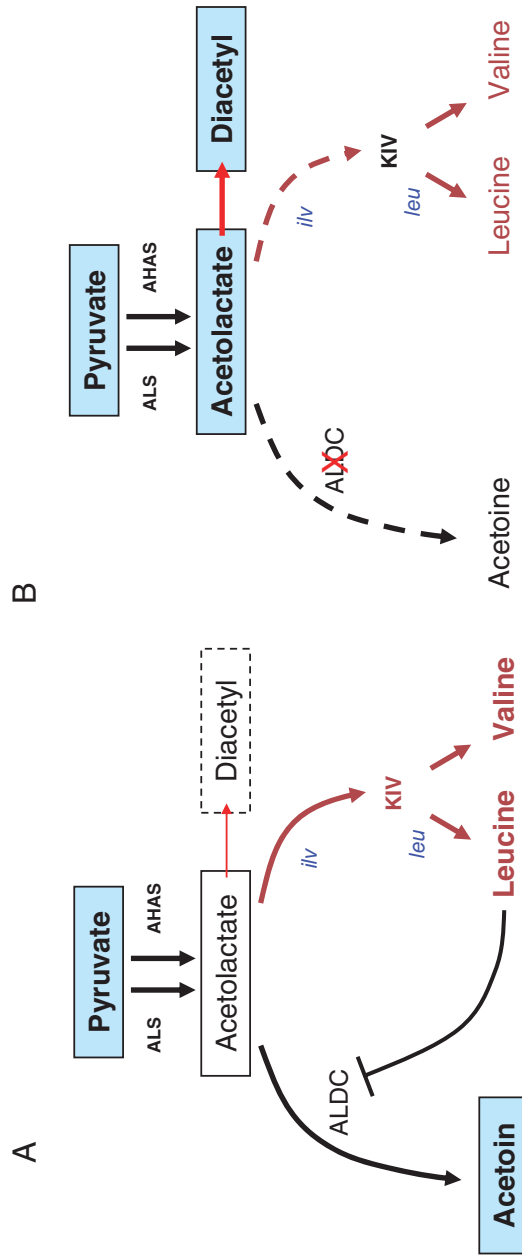 A
Pyruvate
ALS
AHAS
Acetolactate
Diacetyl
ilv
KIV
leu
ALDC
Leucine
Valine
Acetoin
B
Pyruvate
ALS
AHAS
Acetolactate
Diacetyl
ilv
KIV
leu
ALDC
Leucine
Valine
Acetoine